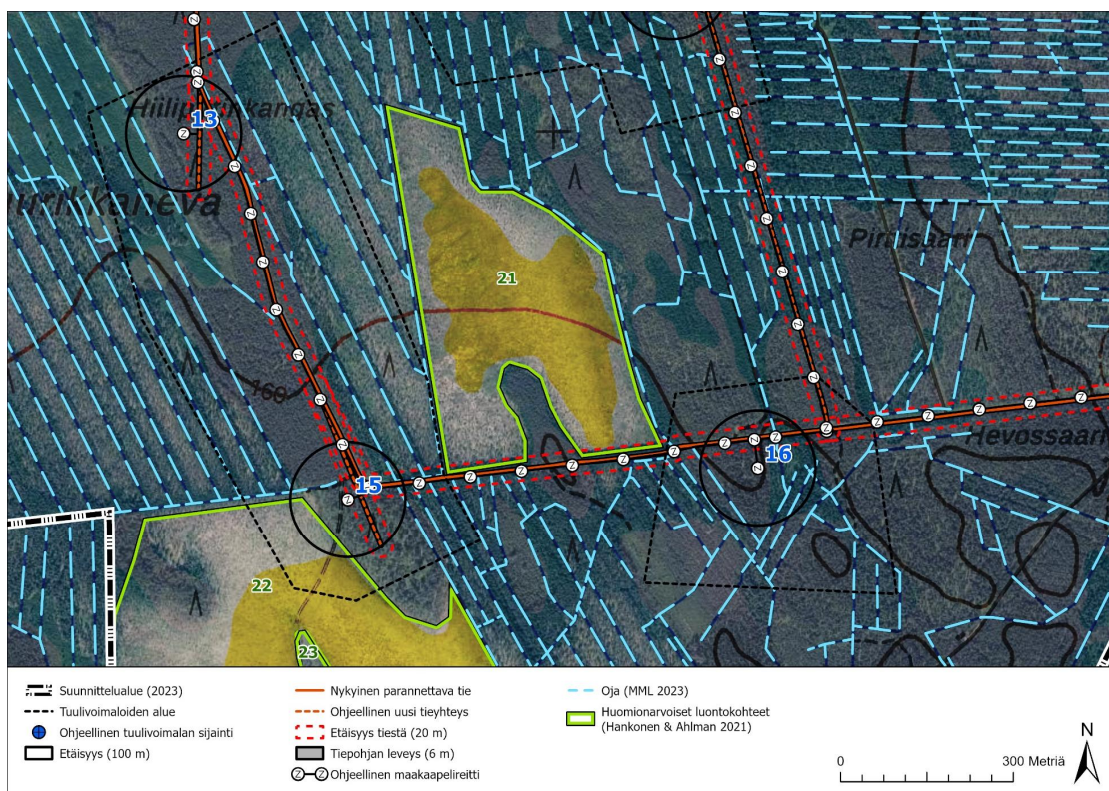 Hiilipirinkangas
13
urikkaneva
Pirttisaari
21
160
Hevossaari
16
15
22
23
Suunnittelualue (2023)
Tuulivoimaloiden alue
Ohjeellinen tuulivoimalan sijainti
Etäisyys (100 m)
Nykyinen parannettava tie
Ohjeellinen uusi tieyhteys
Etäisyys tiestä (20 m)
Tiepohjan leveys (6 m)
Z Z Ohjeellinen maakaapelireitti
Oja (MML 2023)
Huomionarvoiset luontokohteet
(Hankonen & Ahlman 2021)
N
0 300 Metriä